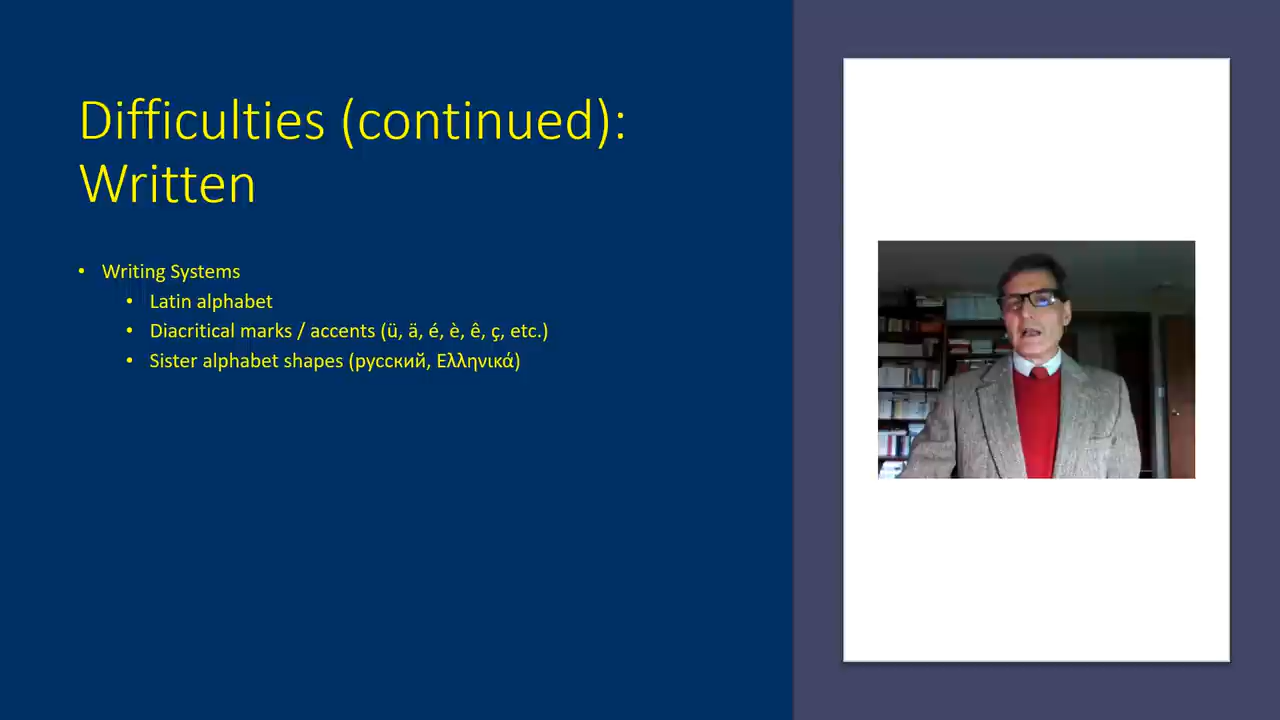 Difficulties (continued):
Written
• Writing Systems
• Latin alphabet
• Diacritical marks / accents (ü, ä, é, è, ê, ç, etc.)
• Sister alphabet shapes (русский, Ελληνικά)